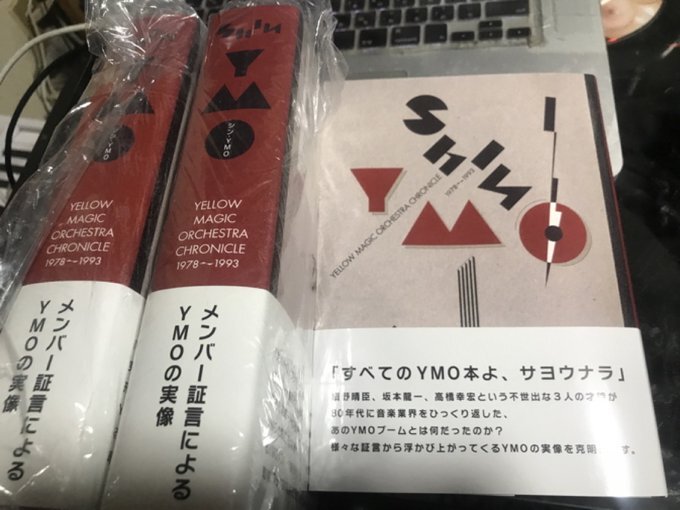 Shin
YMO
シン・YMO
YELLOW
MAGIC
ORCHESTRA
CHRONICLE
1978〜1993
メンバー証言による
YMOの実像
Shin
YMO
シン・YMO
YELLOW
MAGIC
ORCHESTRA
CHRONICLE
1978〜1993
メンバー証言による
YMOの実像
Shin
YMO
YELLOW MAGIC ORCHESTRA CHRONICLE
1978〜1993
「すべてのYMO本よ、サヨウナラ」
野晴臣、坂本龍一、高橋幸宏という不世出な3人の才
80年代に音楽業界をひっくり返した、
あのYMOブームとは何だったのか？
様々な証言から浮かび上がってくるYMOの実像を克明 す。